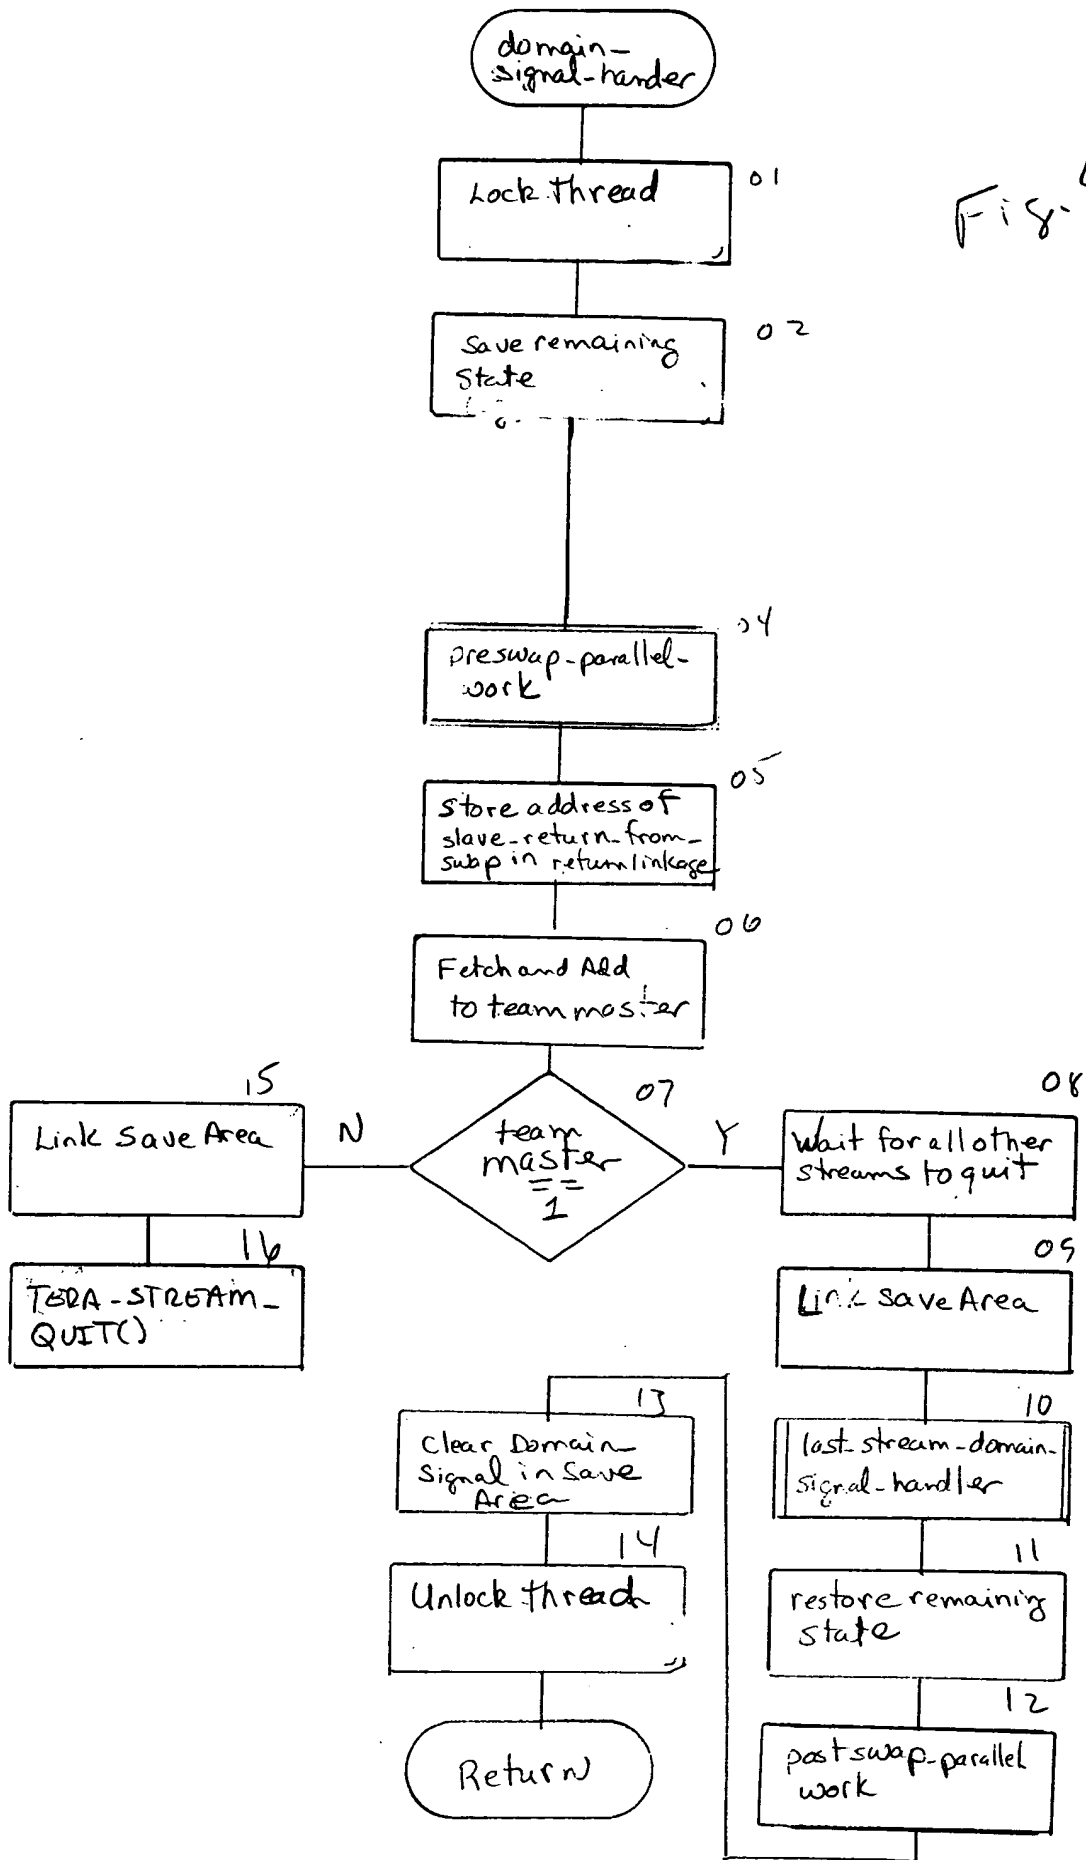 domain-
signal-hander
Lock thread
01
Fig.
Save remaining
State
02
preswap-parallel-
work
04
Store address of
slave-return-from-
swap in return linkage
05
Fetch and Add
to team master
06
team
master
==
1
07
N
Y
Link Save Area
15
TERA-STREAM-
QUIT()
16
Wait for all other
streams to quit
08
Link Save Area
09
last-stream-domain-
signal-handler
10
restore remaining
state
11
post swap-parallel
work
12
Clear Domain-
Signal in Save
Area
13
Unlock thread
14
Return